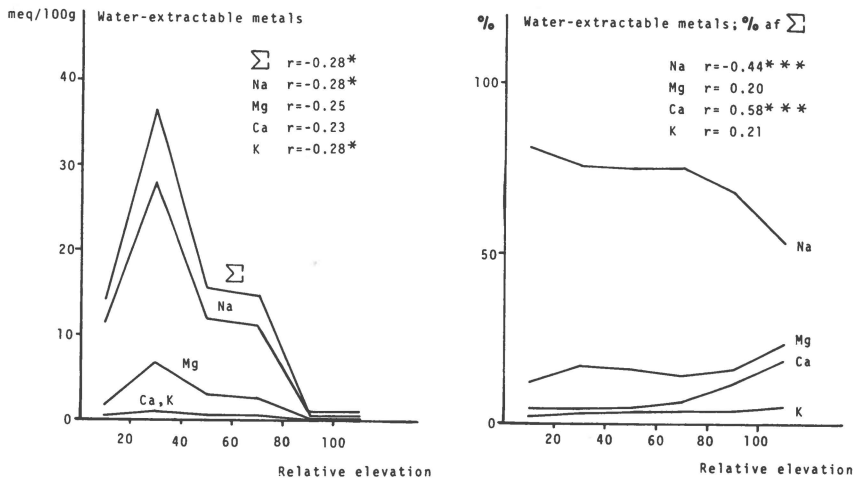 meq/100g Water-extractable metals
40
30
20
10
0
Σ r=-0.28*
Na r=-0.28*
Mg r=-0.25
Ca r=-0.23
K r=-0.28*
Σ
Na
Mg
Ca,K
20 40 60 80 100
Relative elevation
% Water-extractable metals; % af Σ
100
50
0
Na r=-0.44***
Mg r= 0.20
Ca r= 0.58***
K r= 0.21
Na
Mg
Ca
K
20 40 60 80 100
Relative elevation